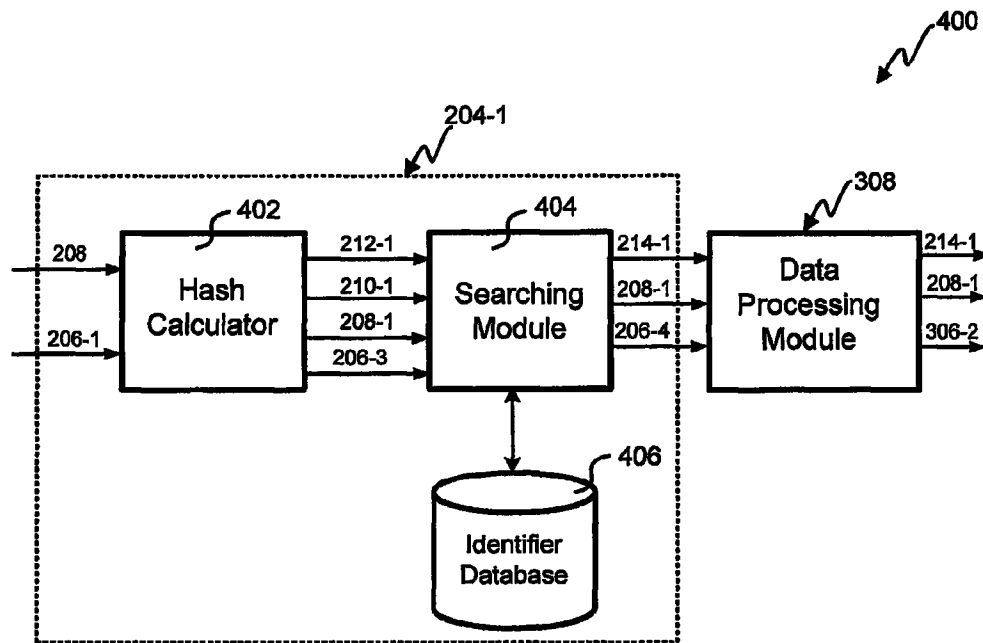 400
204-1
402
404
308
208
206-1
Hash
Calculator
212-1
210-1
208-1
206-3
Searching
Module
214-1
208-1
206-4
Data
Processing
Module
214-1
208-1
306-2
406
Identifier
Database